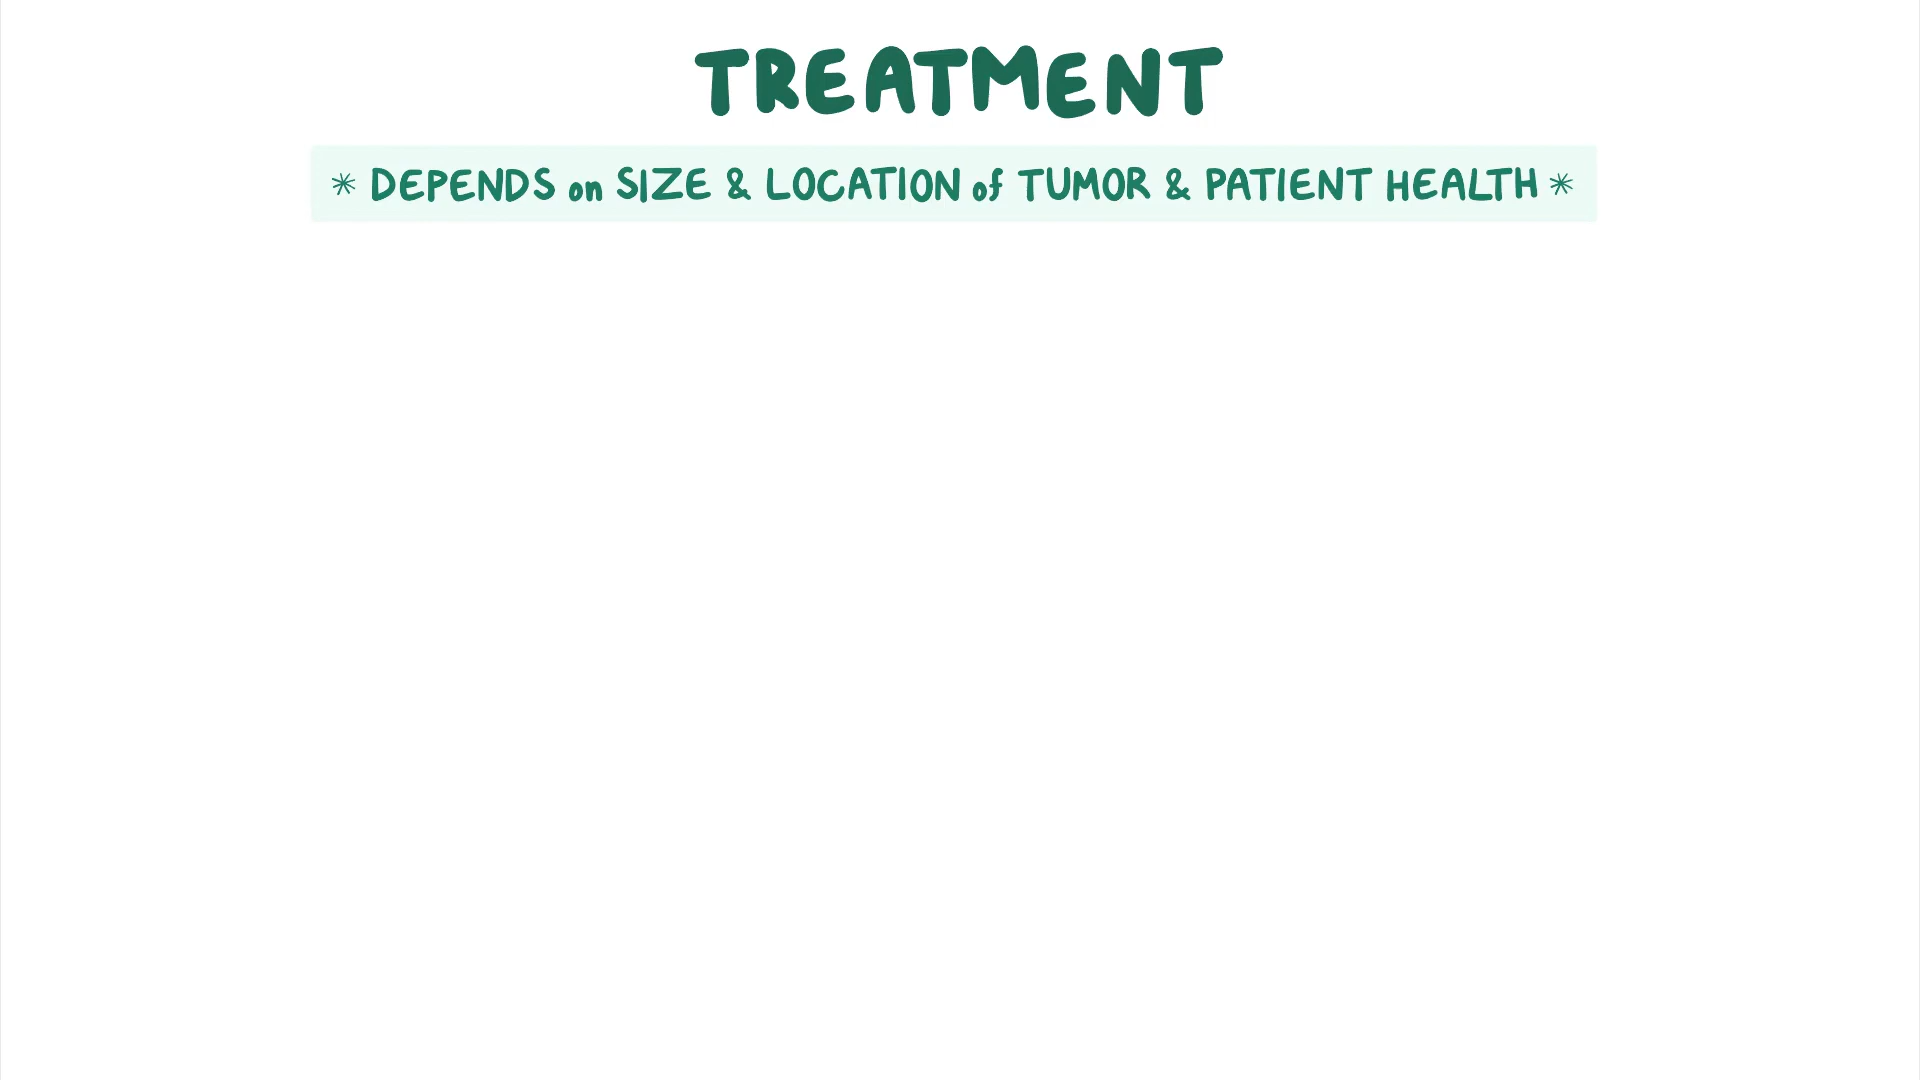 TREATMENT
* DEPENDS on SIZE & LOCATION of TUMOR & PATIENT HEALTH *